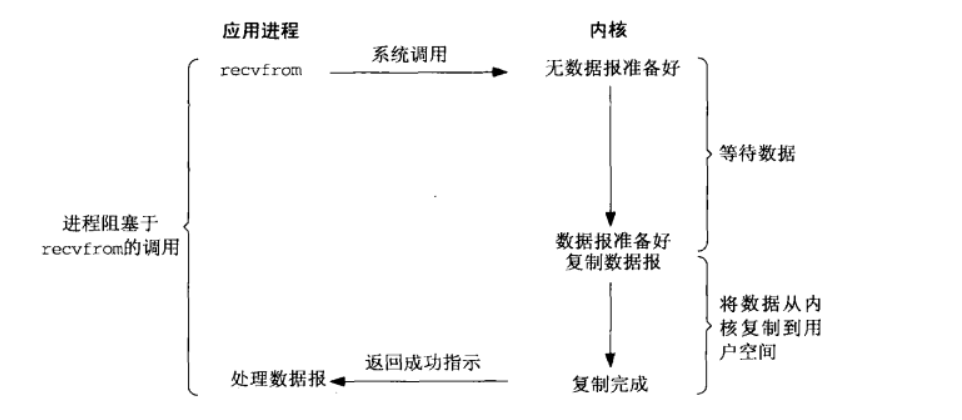 应用进程
内核
系统调用
recvfrom
无数据报准备好
等待数据
进程阻塞于
recvfrom的调用
数据报准备好
复制数据报
将数据从内
核复制到用
户空间
返回成功指示
处理数据报
复制完成